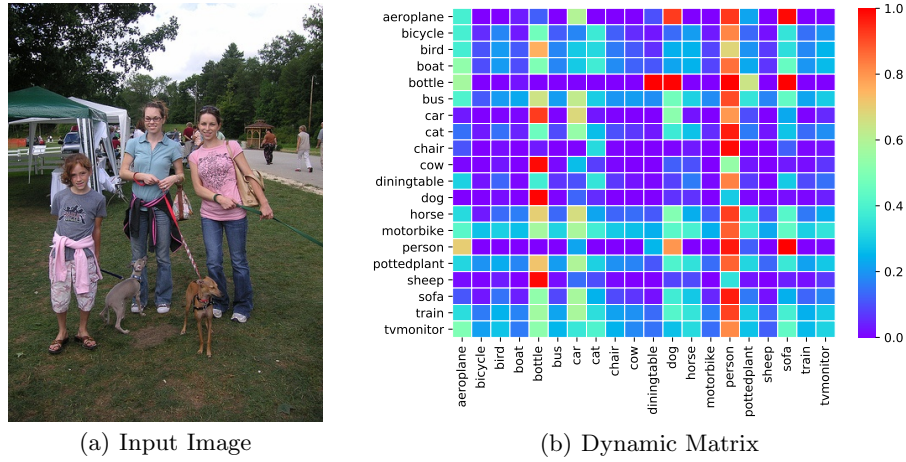 aeroplane
bicycle
bird
boat
bottle
bus
car
cat
chair
cow
diningtable
dog
horse
motorbike
person
pottedplant
sheep
sofa
train
tvmonitor
aeroplane
bicycle
bird
boat
bottle
bus
car
cat
chair
cow
diningtable
dog
horse
motorbike
person
pottedplant
sheep
sofa
train
tvmonitor
1.0
0.8
0.6
0.4
0.2
0.0
(a) Input Image
(b) Dynamic Matrix